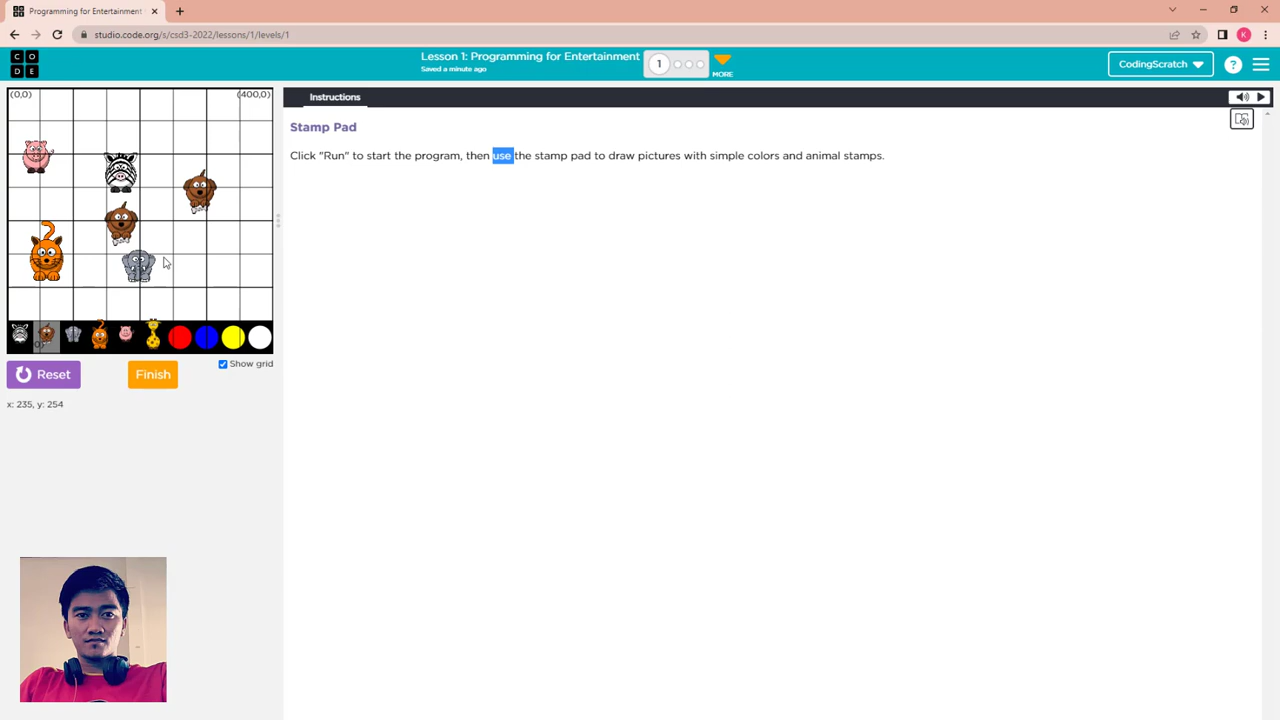 Programming for Entertainment
studio.code.org/s/csd3-2022/lessons/1/levels/1
K
CODE
Lesson 1: Programming for Entertainment
Saved a minute ago
1
MORE
CodingScratch
?
(0,0)
(400,0)
Instructions
Stamp Pad
Click "Run" to start the program, then use the stamp pad to draw pictures with simple colors and animal stamps.
Reset
Finish
Show grid
x: 235, y: 254